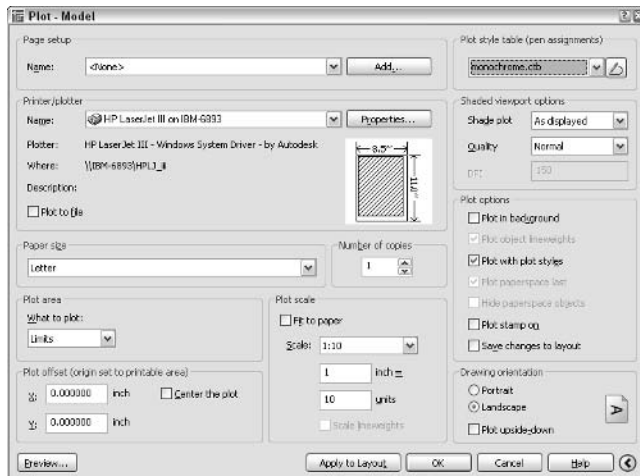 Plot - Model
Page setup
Name: <None> Add...
Printer/plotter
Name: HP LaserJet III on IBM-6893 Properties...
Plotter: HP LaserJet III - Windows System Driver - by Autodesk
Where: \\IBM-6893\HPLJ_iii
Description:
Plot to file
8.5"
11.0"
Paper size
Letter
Number of copies
1
Plot area
What to plot:
Limits
Plot offset (origin set to printable area)
X: 0.000000 inch Center the plot
Y: 0.000000 inch
Plot scale
Fit to paper
Scale: 1:10
1 inch =
10 units
Scale lineweights
Plot style table (pen assignments)
monochrome.ctb
Shaded viewport options
Shade plot As displayed
Quality Normal
DPI 150
Plot options
Plot in background
Plot object lineweights
Plot with plot styles
Plot paperspace last
Hide paperspace objects
Plot stamp on
Save changes to layout
Drawing orientation
Portrait
Landscape
Plot upside-down
A
Preview... Apply to Layout OK Cancel Help